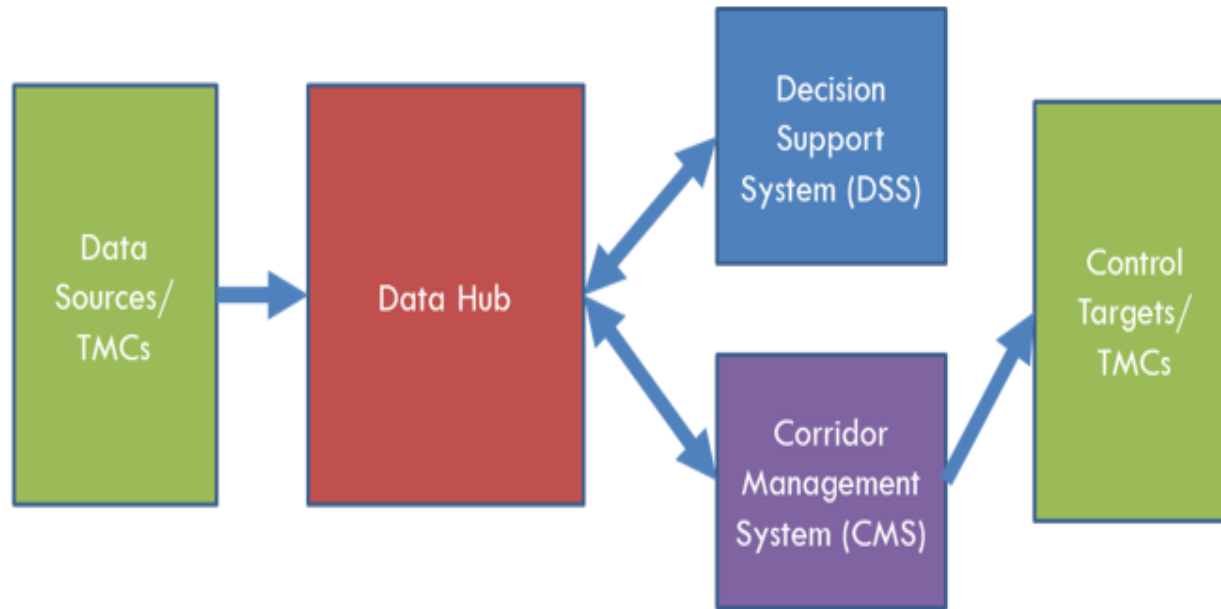 Data
Sources/
TMCs
Data Hub
Decision
Support
System (DSS)
Corridor
Management
System (CMS)
Control
Targets/
TMCs